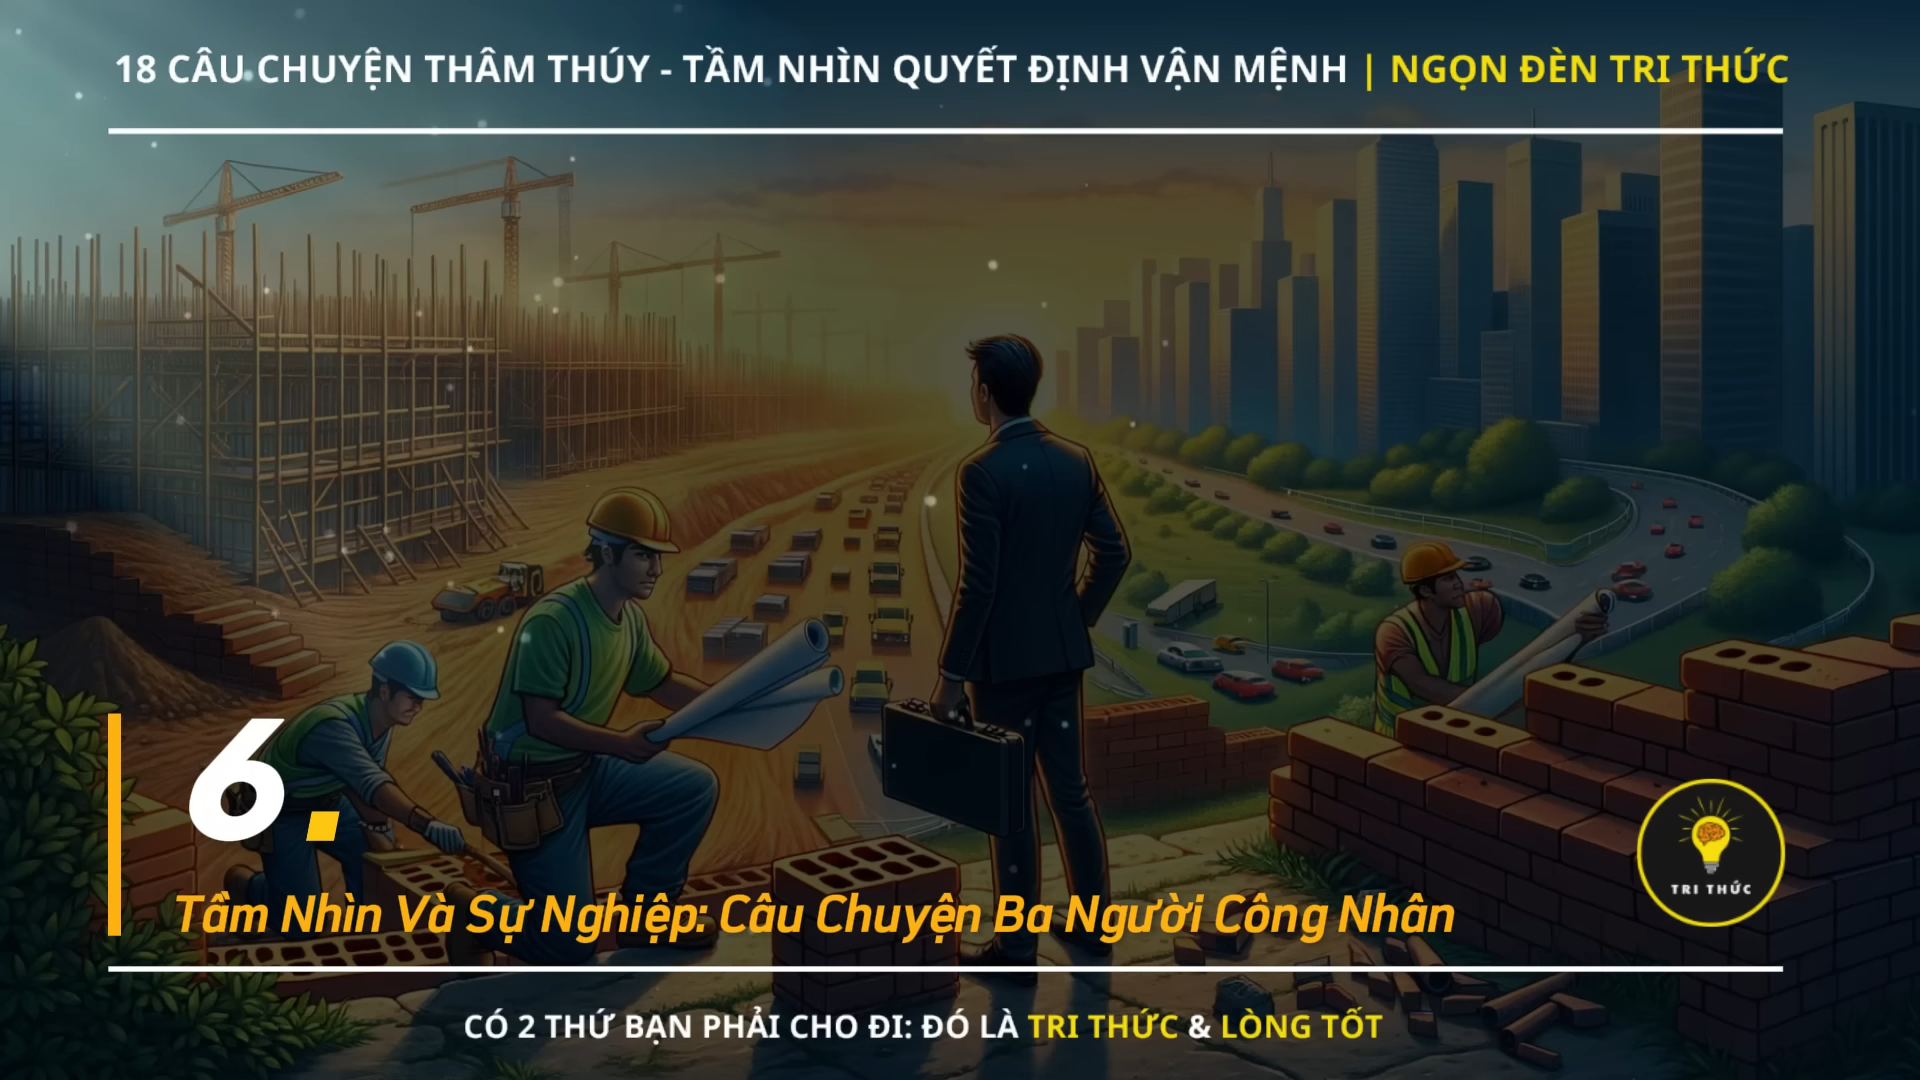 18 CÂU CHUYỆN THÂM THÚY - TẦM NHÌN QUYẾT ĐỊNH VẬN MỆNH | NGỌN ĐÈN TRI THỨC
6.
Tầm Nhìn Và Sự Nghiệp: Câu Chuyện Ba Người Công Nhân
TRI THỨC
CÓ 2 THỨ BẠN PHẢI CHO ĐI: ĐÓ LÀ TRI THỨC & LÒNG TỐT